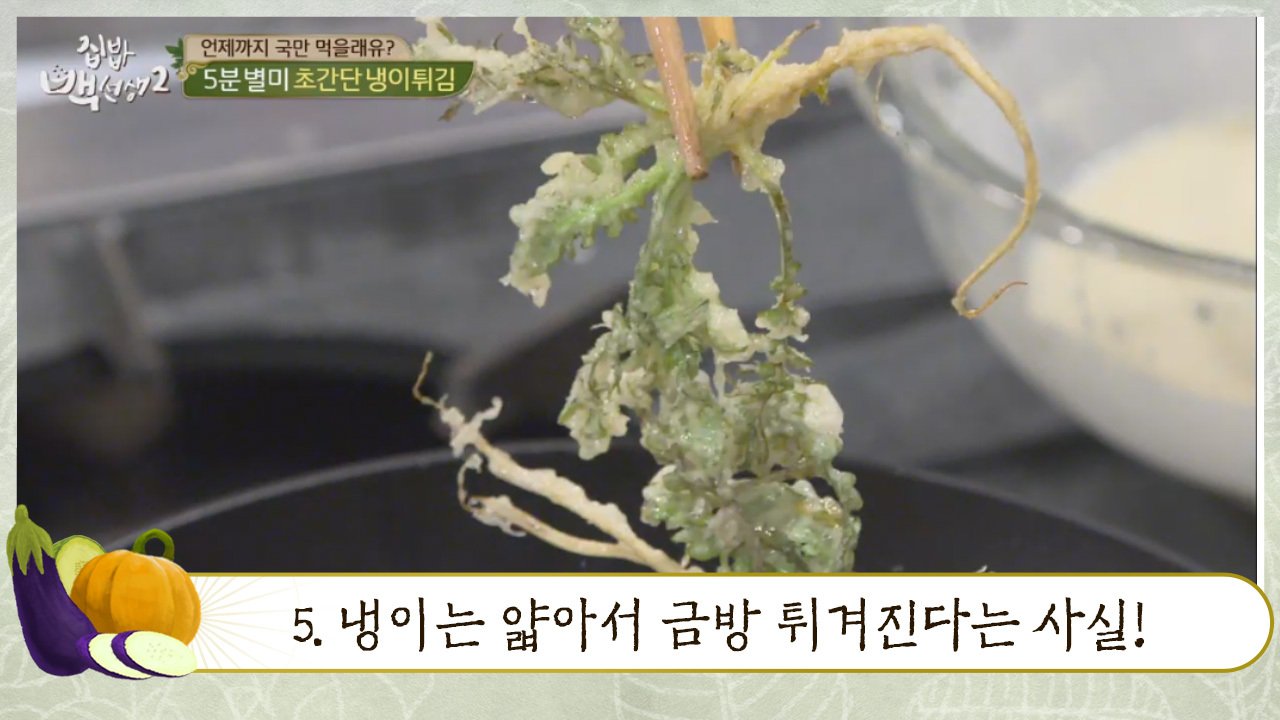 집밥
백선생2
언제까지 국만 먹을래유?
5분 별미 초간단 냉이튀김
5. 냉이는 얇아서 금방 튀겨진다는 사실!